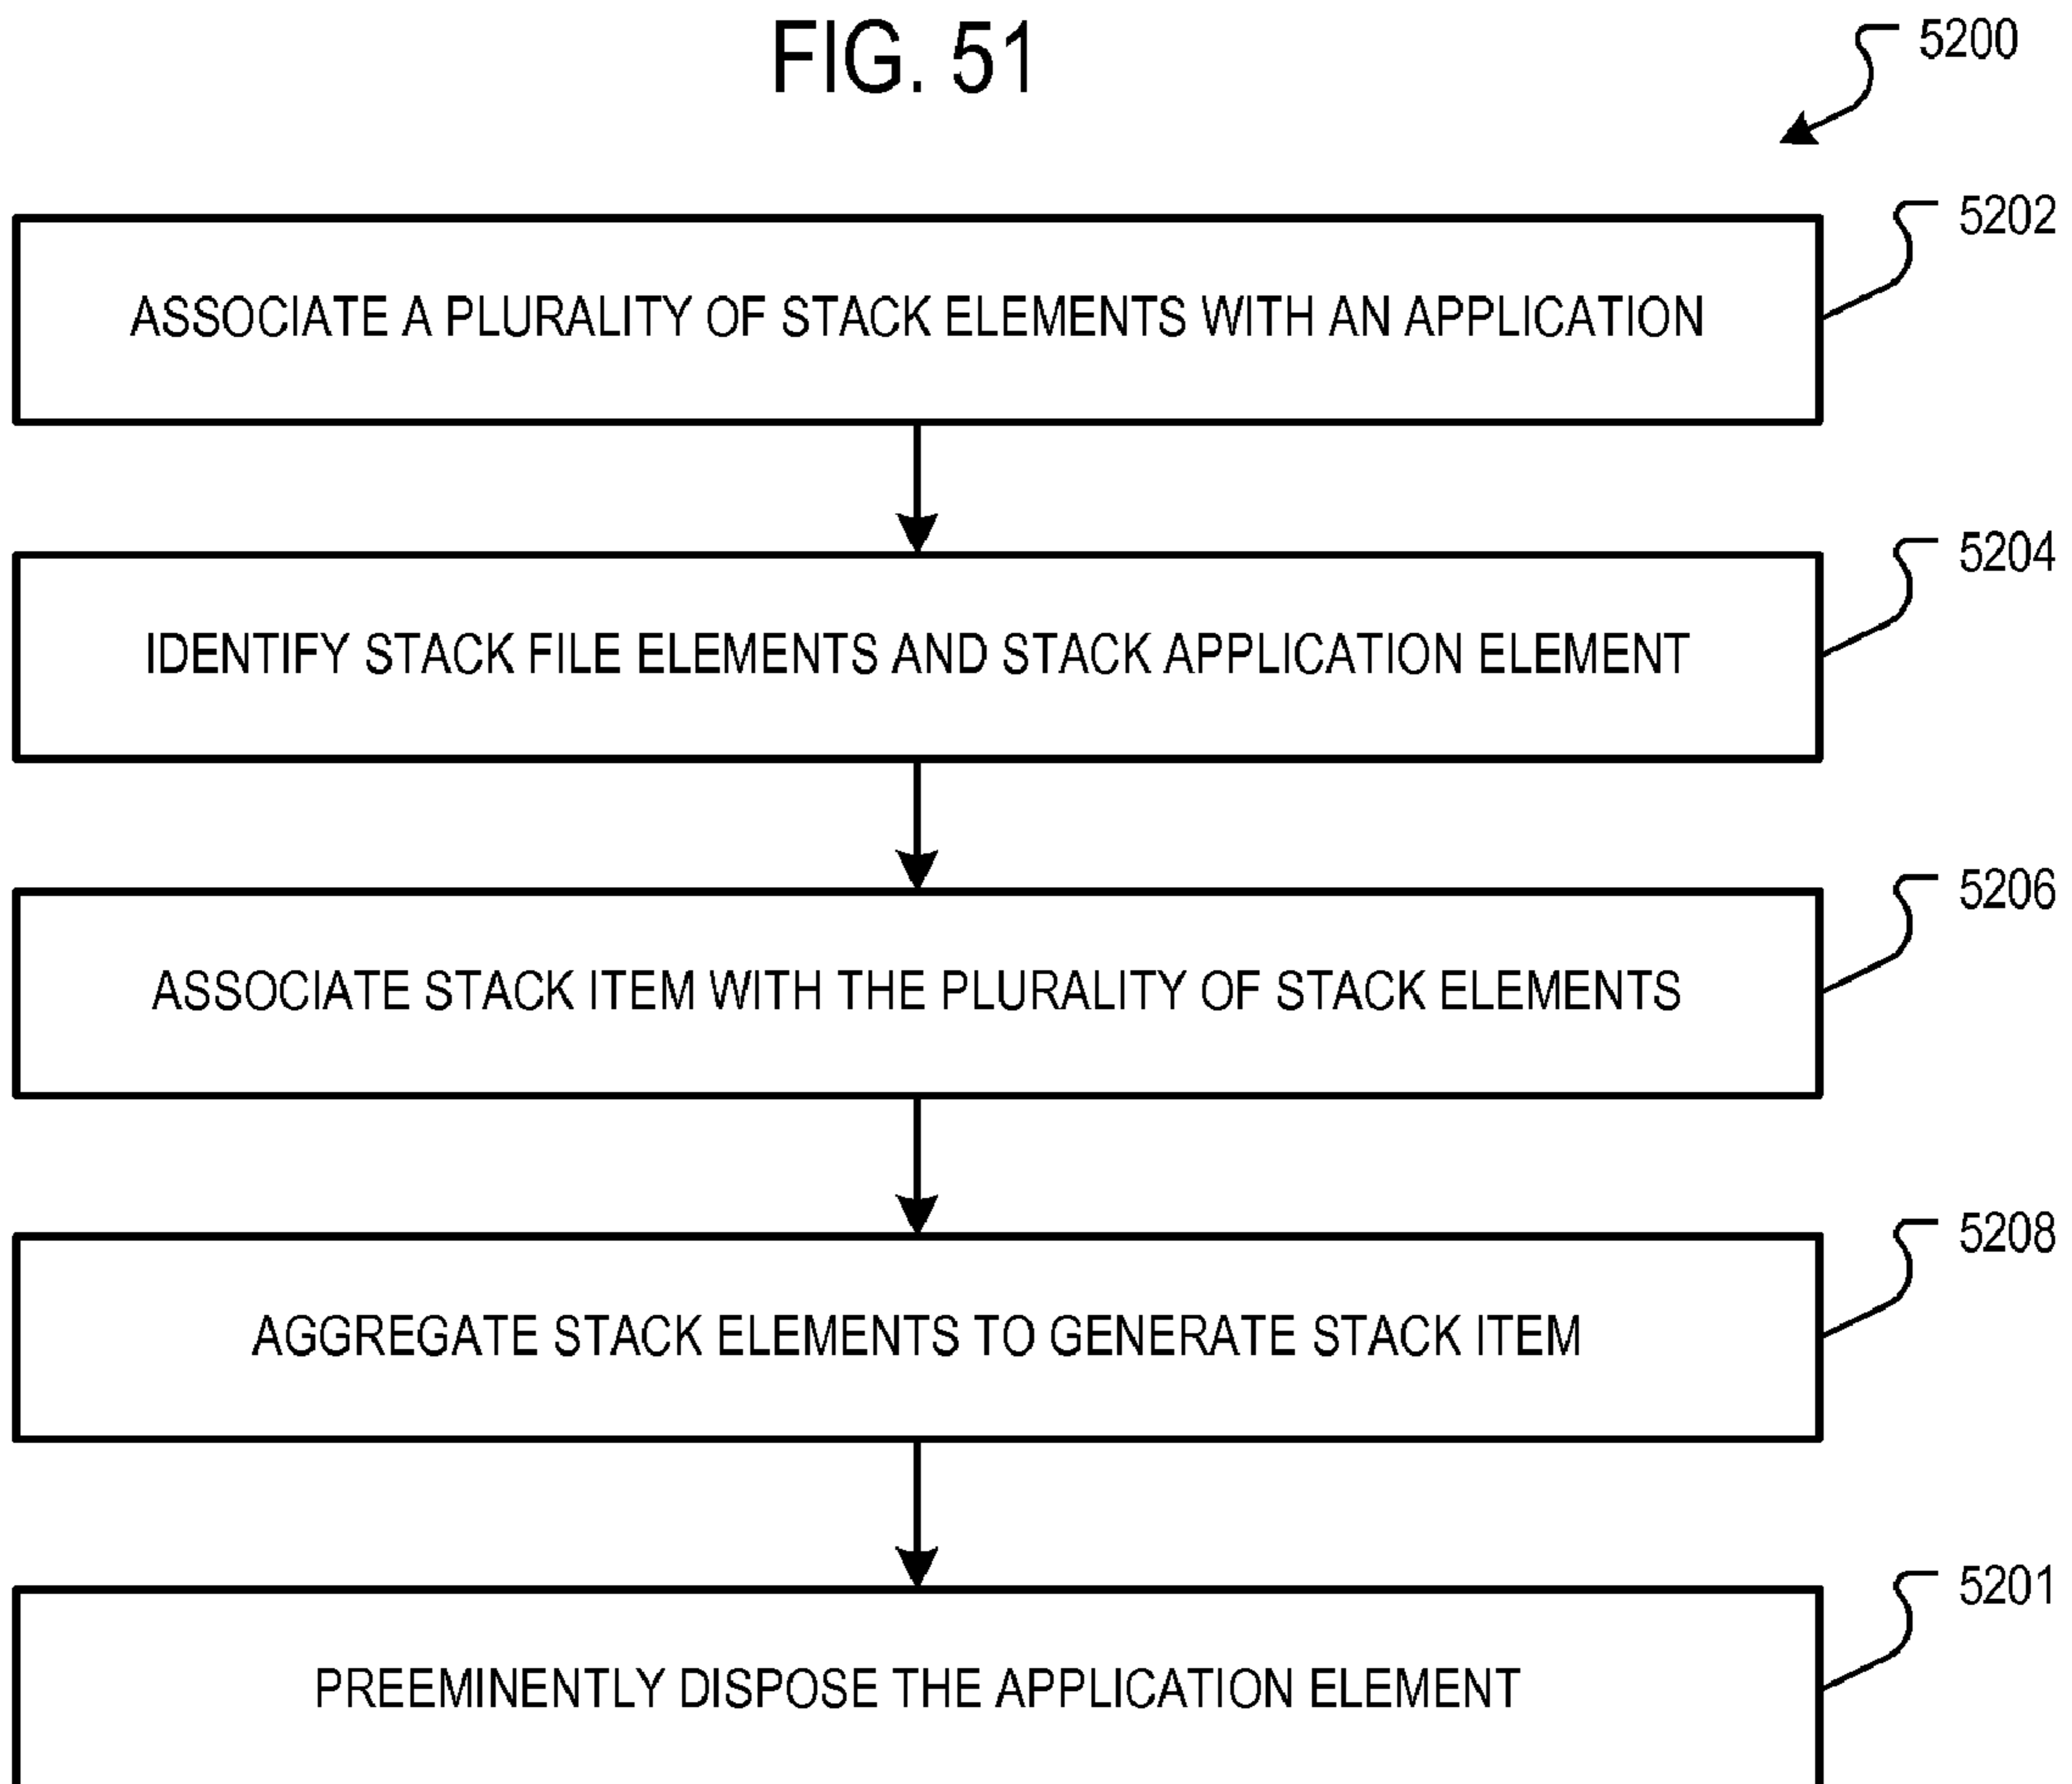 FIG. 51
5200
5202
ASSOCIATE A PLURALITY OF STACK ELEMENTS WITH AN APPLICATION
5204
IDENTIFY STACK FILE ELEMENTS AND STACK APPLICATION ELEMENT
5206
ASSOCIATE STACK ITEM WITH THE PLURALITY OF STACK ELEMENTS
5208
AGGREGATE STACK ELEMENTS TO GENERATE STACK ITEM
5201
PREEMINENTLY DISPOSE THE APPLICATION ELEMENT